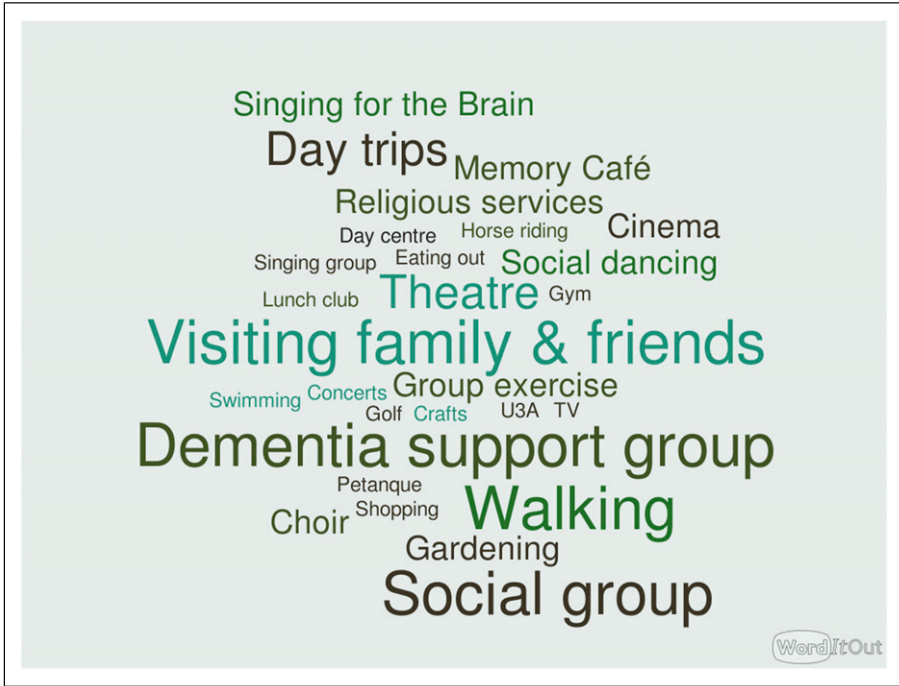 Singing for the Brain
Day trips
Memory Café
Religious services
Cinema
Day centre
Horse riding
Singing group
Eating out
Social dancing
Lunch club
Theatre
Gym
Visiting family & friends
Swimming
Concerts
Group exercise
Golf
Crafts
U3A
TV
Dementia support group
Petanque
Choir
Shopping
Walking
Gardening
Social group
WordItOut